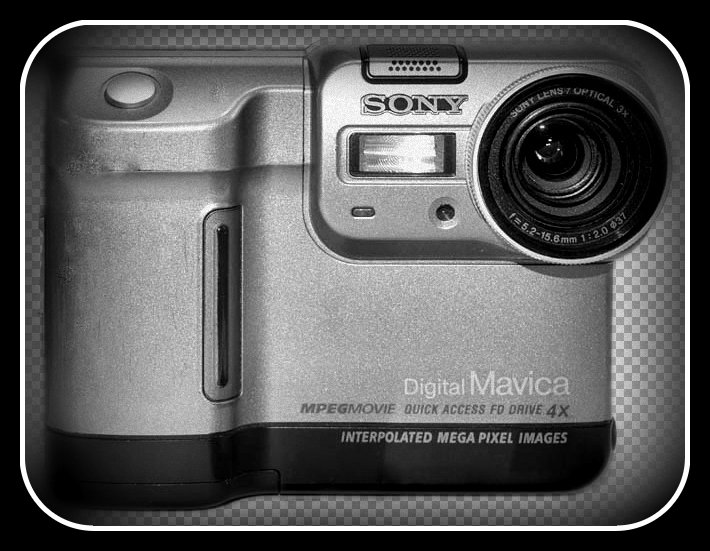 SONY
SONY LENS / OPTICAL 3X
f=5.2-15.6mm 1:2.0 ø37
Digital Mavica
MPEGMOVIE QUICK ACCESS FD DRIVE 4X
INTERPOLATED MEGA PIXEL IMAGES